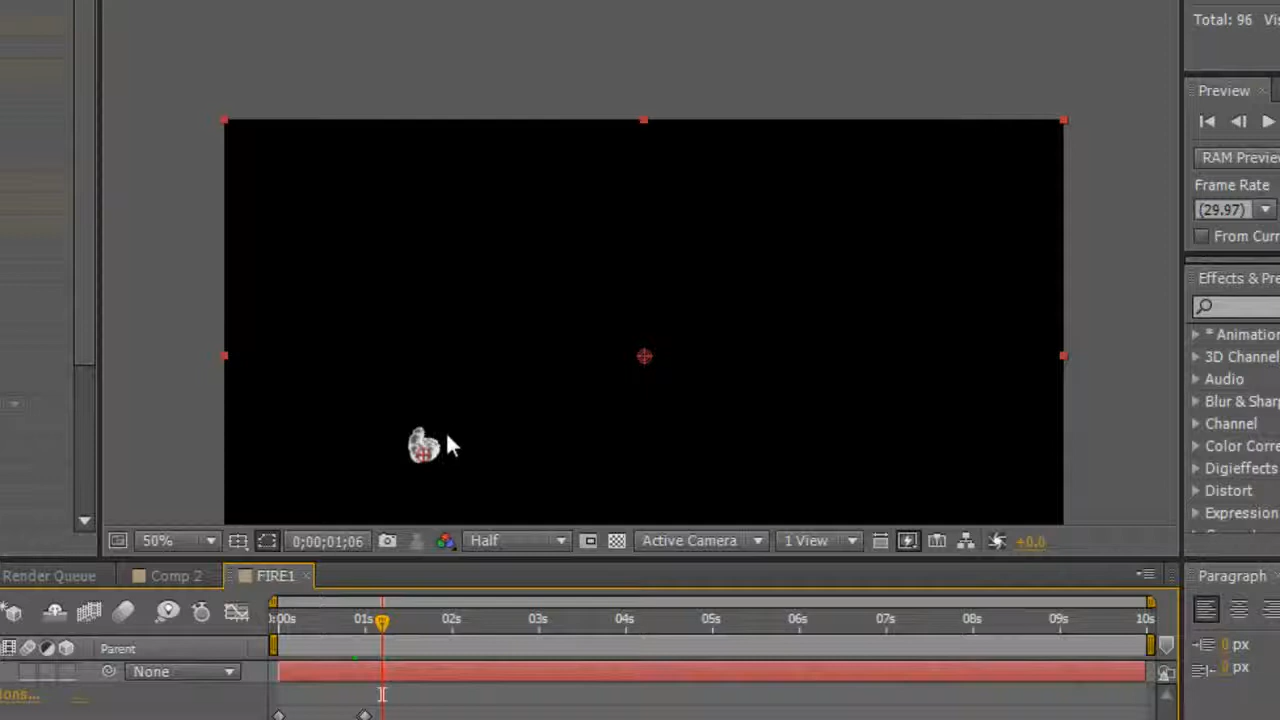 Total: 96 Vis
Preview
RAM Preview
Frame Rate
(29.97)
From Curr
Effects & Pre
* Animation
3D Channel
Audio
Blur & Sharp
Channel
Color Corre
Digieffects
Distort
Expression
50%
0;00;01;06
Half
Active Camera
1 View
+0.0
Render Queue
Comp 2
FIRE1
Paragraph
):00s 01s 02s 03s 04s 05s 06s 07s 08s 09s 10s
Parent
None
0 px
0 px
ions...